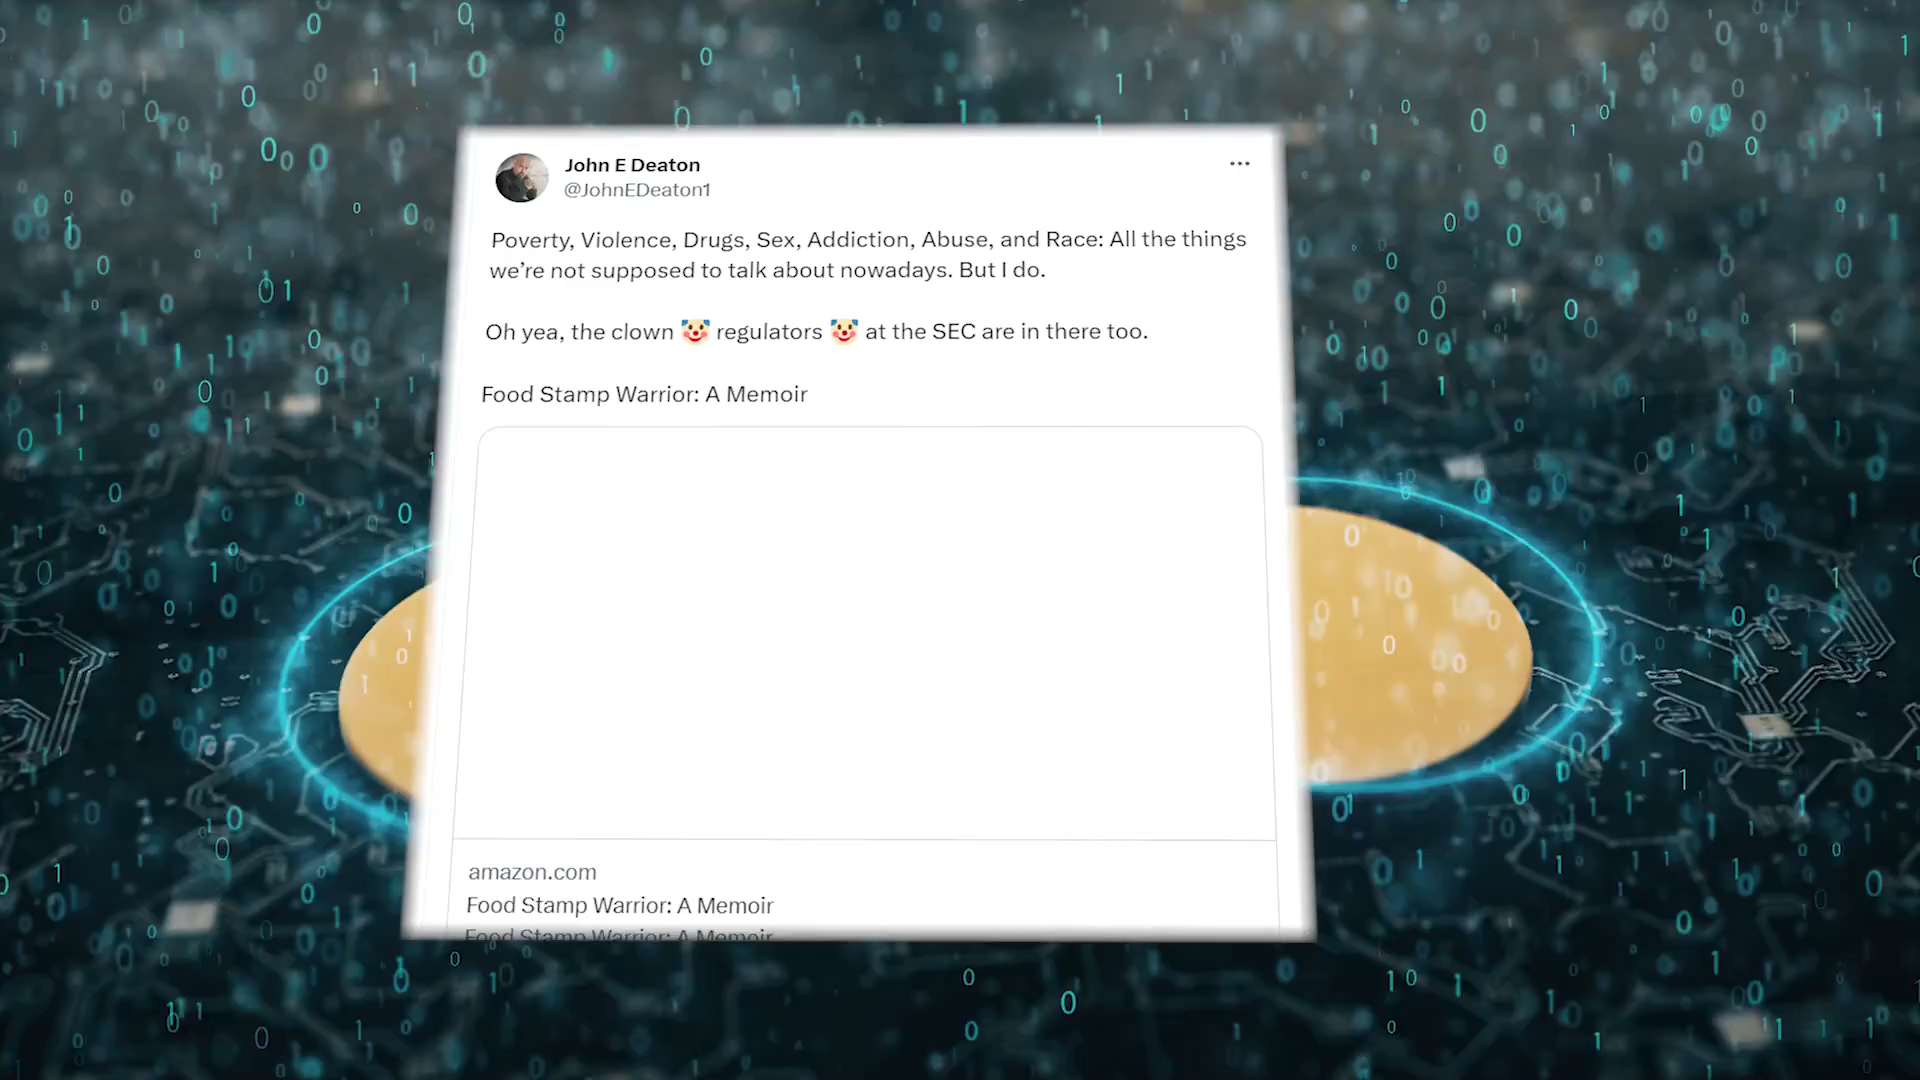 John E Deaton
@JohnEDeaton1
Poverty, Violence, Drugs, Sex, Addiction, Abuse, and Race: All the things
we’re not supposed to talk about nowadays. But I do.
Oh yea, the clown 🤡 regulators 🤡 at the SEC are in there too.
Food Stamp Warrior: A Memoir
amazon.com
Food Stamp Warrior: A Memoir
Food Stamp Warrior: A Memoir